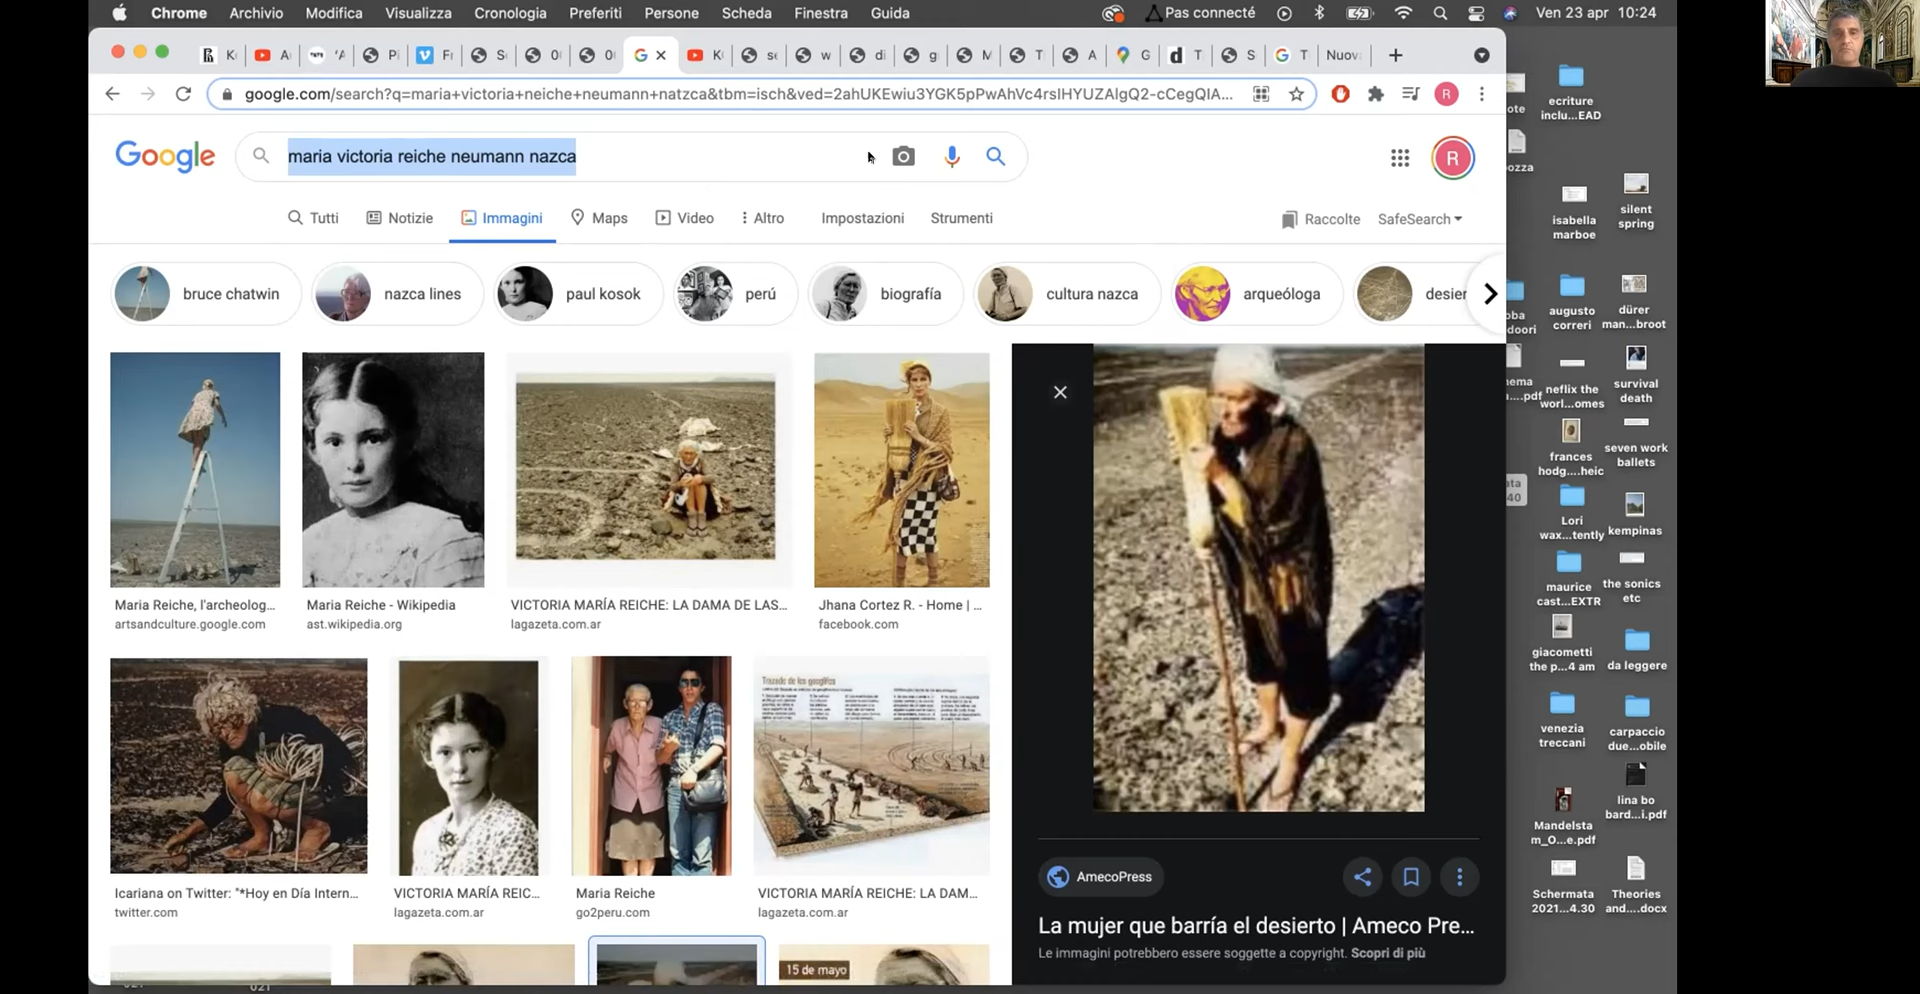 Chrome Archivio Modifica Visualizza Cronologia Preferiti Persone Scheda Finestra Guida Pas connecté Ven 23 apr 10:24
google.com/search?q=maria+victoria+neiche+neumann+natzca&tbm=isch&ved=2ahUKEwiu3YGK5pPwAhVc4rsIHYUZAlgQ2-cCegQIA...
Google
maria victoria reiche neumann nazca
R
Tutti Notizie Immagini Maps Video Altro Impostazioni Strumenti Raccolte SafeSearch
bruce chatwin nazca lines paul kosok perú biografía cultura nazca arqueóloga
Maria Reiche, l'archeolog...
artsandculture.google.com
Maria Reiche - Wikipedia
ast.wikipedia.org
VICTORIA MARÍA REICHE: LA DAMA DE LAS...
lagazeta.com.ar
Jhana Cortez R. - Home | ...
facebook.com
Trazado de los geoglifos
Icariana on Twitter: "*Hoy en Día Intern...
twitter.com
VICTORIA MARÍA REIC...
lagazeta.com.ar
Maria Reiche
go2peru.com
VICTORIA MARÍA REICHE: LA DAM...
lagazeta.com.ar
15 de mayo
AmecoPress
La mujer que barría el desierto | Ameco Pre...
Le immagini potrebbero essere soggette a copyright. Scopri di più
ecriture
inclu...EAD
isabella
marboe
silent
spring
augusto
correri
dürer
man...broot
neflix the
worl...omes
survival
death
frances
hodg....heic
seven work
ballets
Lori
wax...tently
kempinas
maurice
cast...EXTR
the sonics
etc
giacometti
the p...4 am
da leggere
venezia
treccani
carpaccio
due...obile
Mandelsta
m_O...e.pdf
lina bo
bard...i.pdf
Schermata
2021...4.30
Theories
and....docx